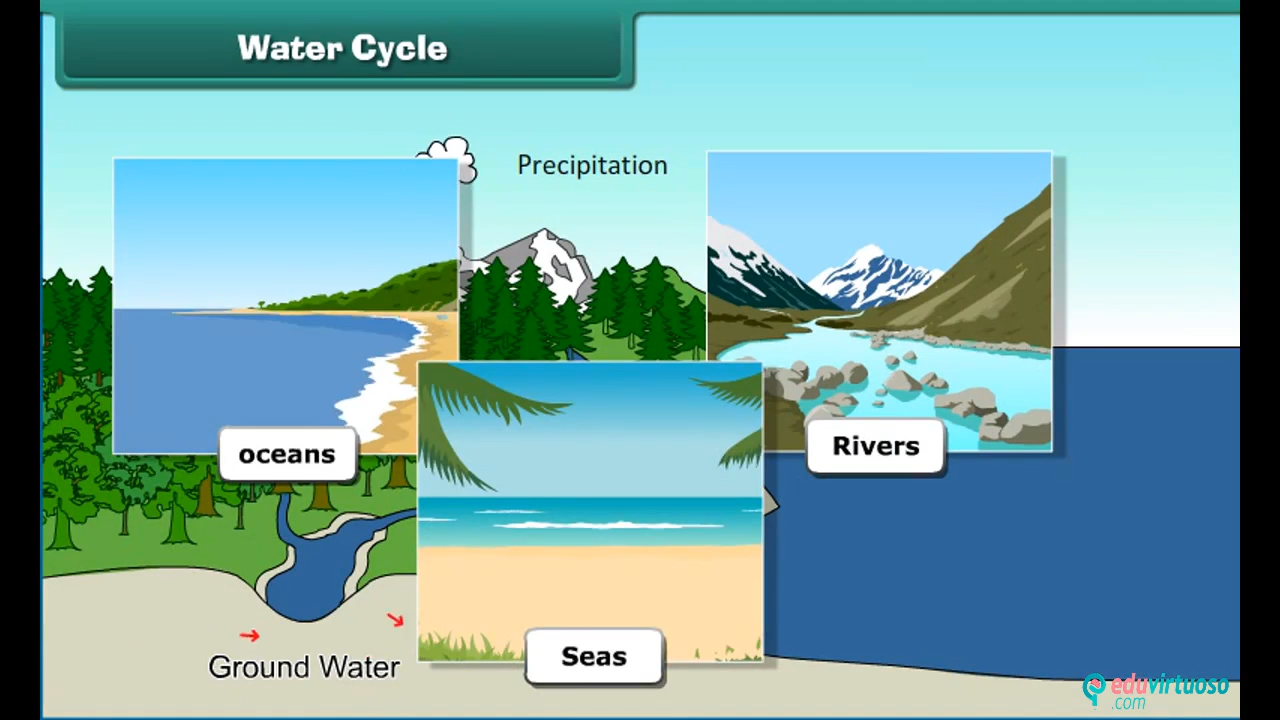 Water Cycle
Precipitation
oceans
Rivers
Seas
Ground Water
eduvirtuoso
.com